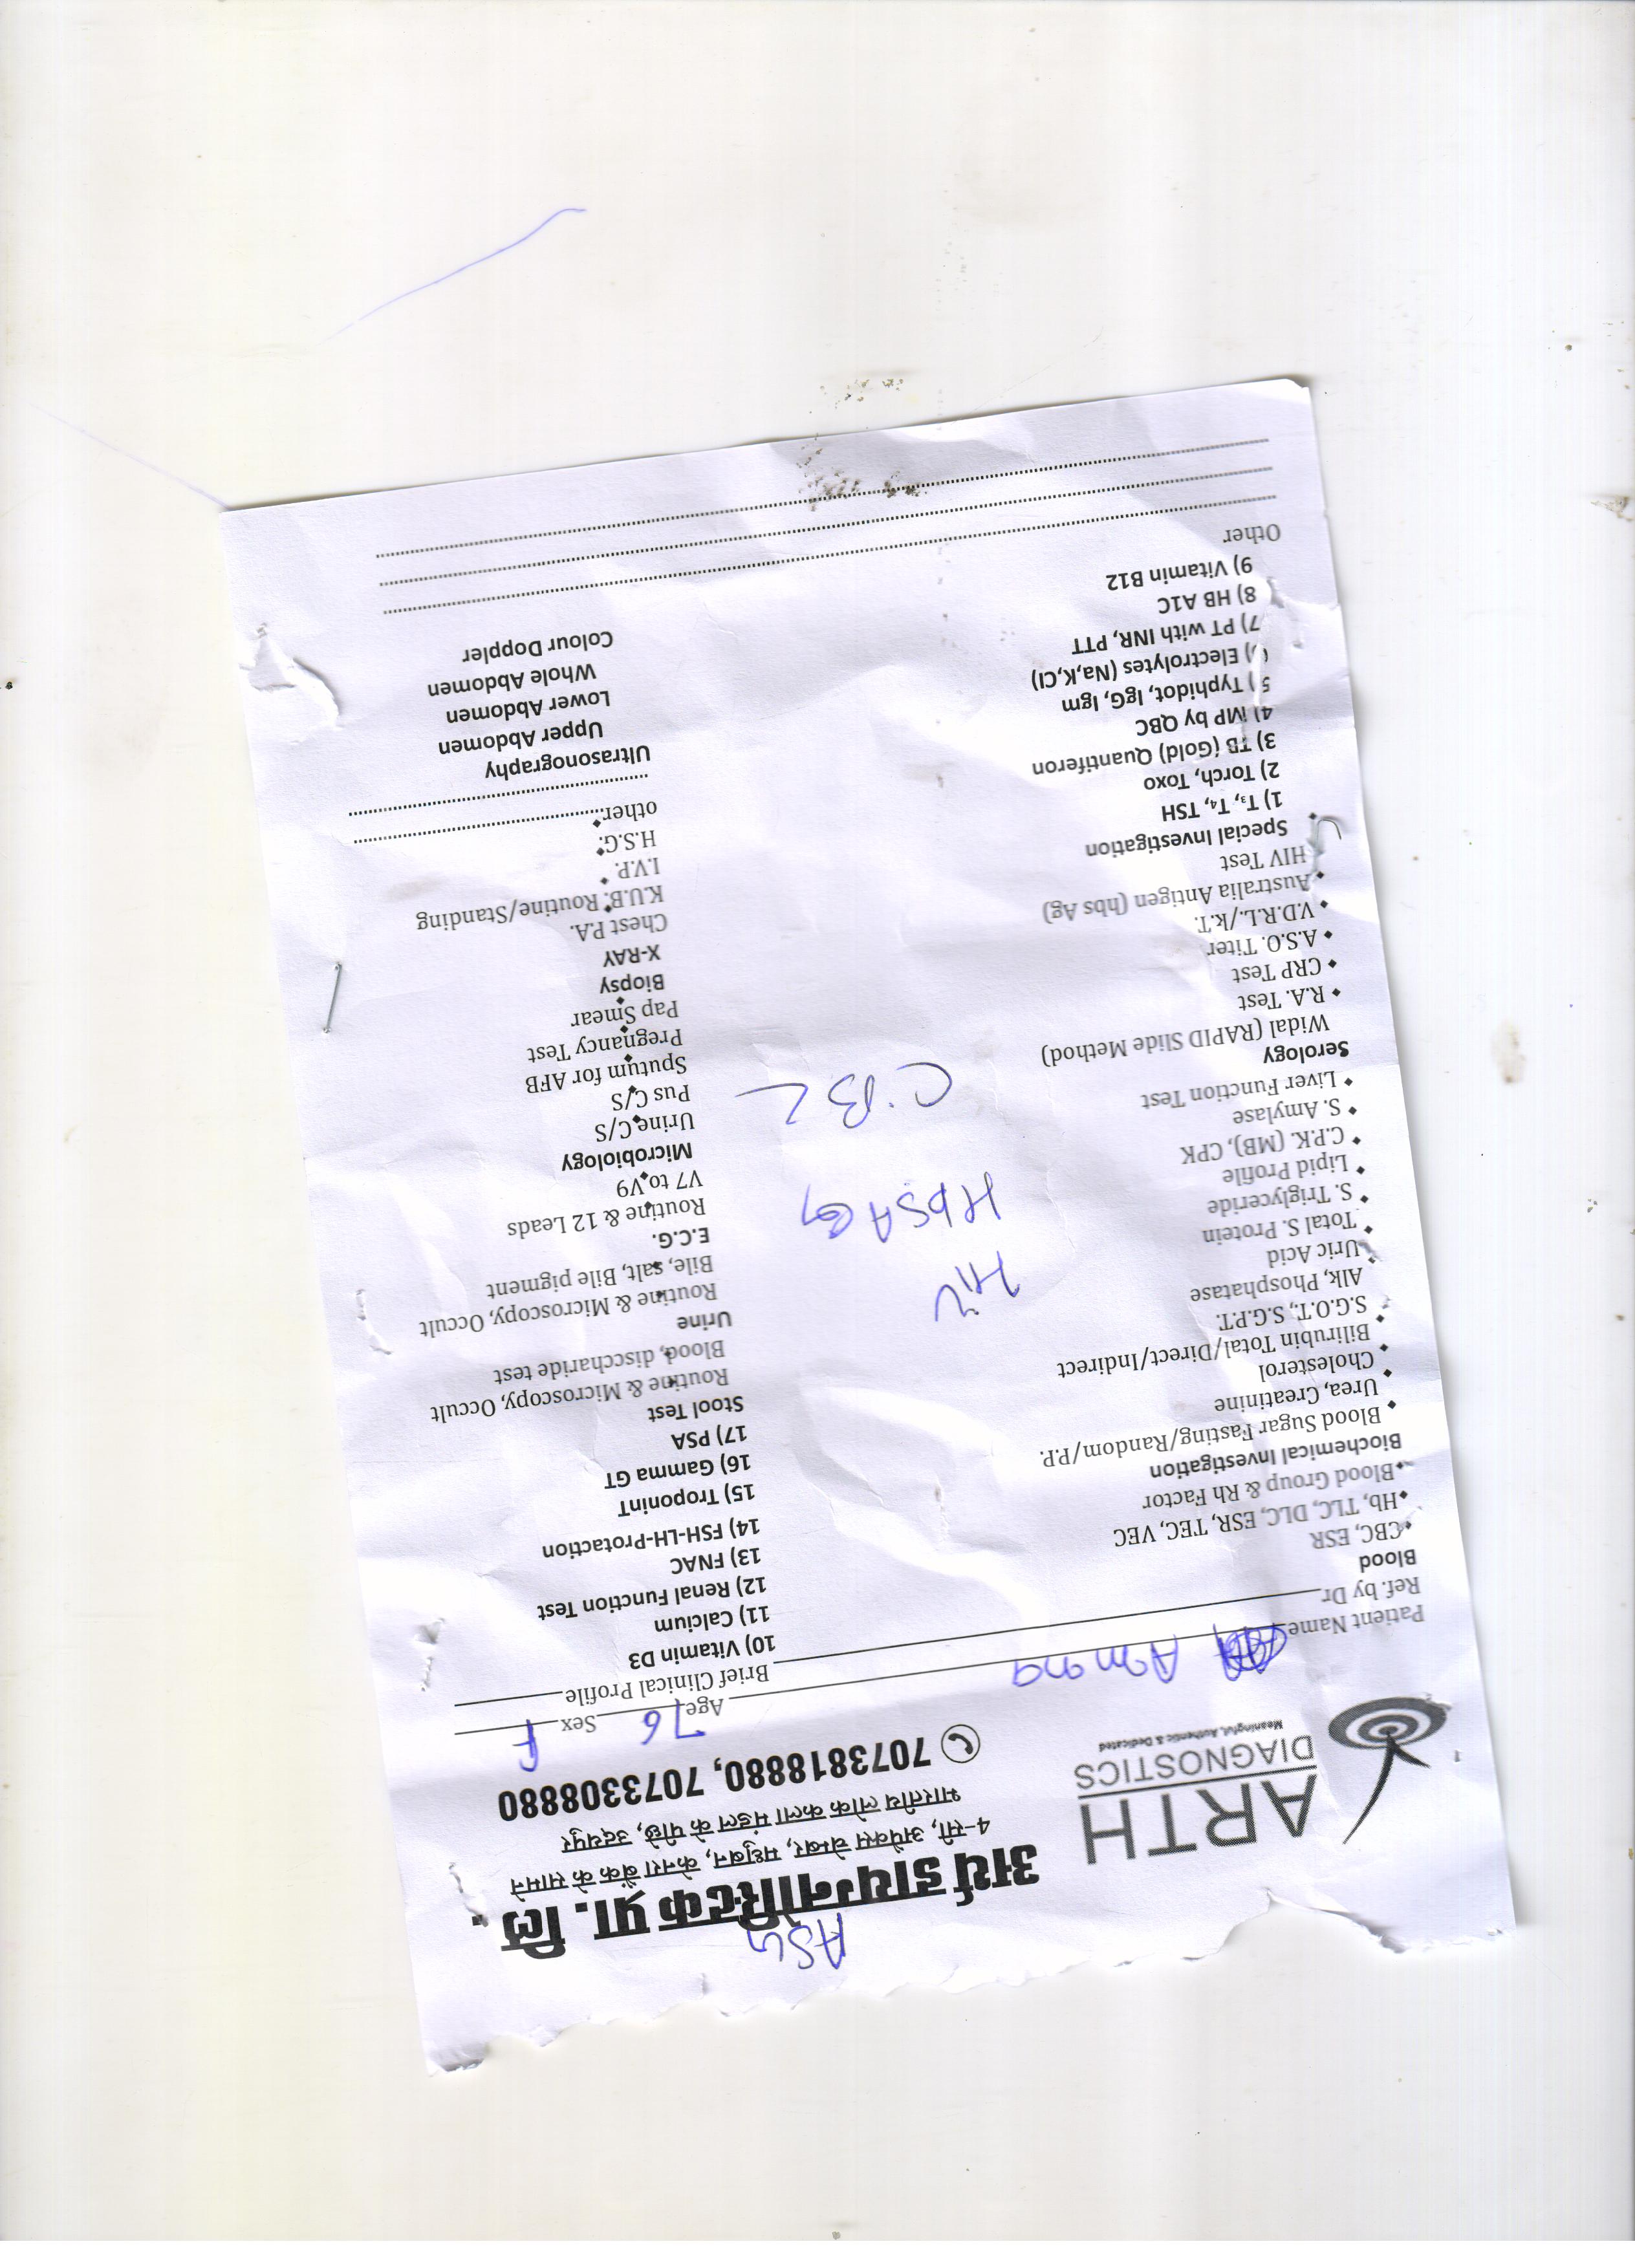 ASG
अर्थ डायग्नोस्टिक प्रा. लि.
4-सी, अपेक्स चेम्बर, मधुबन, केनरा बैंक के सामने
भारतीय लोक कला मंडल के पीछे, उदयपुर
7073818880, 7073308880
ARTH
DIAGNOSTICS
Meaningful, Authentic & Dedicated
Patient Name Amana Age 76 Sex F
Ref. by Dr Brief Clinical Profile
Blood
•CBC, ESR
•Hb, TLC, DLC, ESR, TEC, VEC
•Blood Group & Rh Factor
Biochemical Investigation
Blood Sugar Fasting/Random/P.P.
• Urea, Creatinine
Cholesterol
• Bilirubin Total/Direct/Indirect
• S.G.O.T., S.G.P.T.
• Alk, Phosphatase
Uric Acid
• Total S. Protein
• S. Triglyceride
• Lipid Profile
• C.P.K. (MB), CPK
• S. Amylase
• Liver Function Test
Serology
Widal (RAPID Slide Method)
• R.A. Test
• CRP Test
• A.S.O. Titer
• V.D.R.L./k.T.
• Australia Antigen (hbs Ag)
HIV Test
Special Investigation
1) T₃, T₄, TSH
2) Torch, Toxo
3) TB (Gold) Quantiferon
4) MP by QBC
5) Typhidot, IgG, Igm
6) Electrolytes (Na,K,Cl)
7) PT with INR, PTT
8) HB A1C
9) Vitamin B12
Other
HiV
HbSAg
C.B.C
10) Vitamin D3
11) Calcium
12) Renal Function Test
13) FNAC
14) FSH-LH-Protaction
15) TroponinT
16) Gamma GT
17) PSA
Stool Test
Routine & Microscopy, Occult
Blood, disccharide test
Urine
Routine & Microscopy, Occult
Bile, salt, Bile pigment
E.C.G.
Routine & 12 Leads
V7 to V9
Microbiology
Urine C/S
Pus C/S
Sputum for AFB
Pregnancy Test
Pap Smear
Biopsy
X-RAY
Chest P.A.
K.U.B. Routine/Standing
I.V.P.
H.S.G.
other
Ultrasonography
Upper Abdomen
Lower Abdomen
Whole Abdomen
Colour Doppler